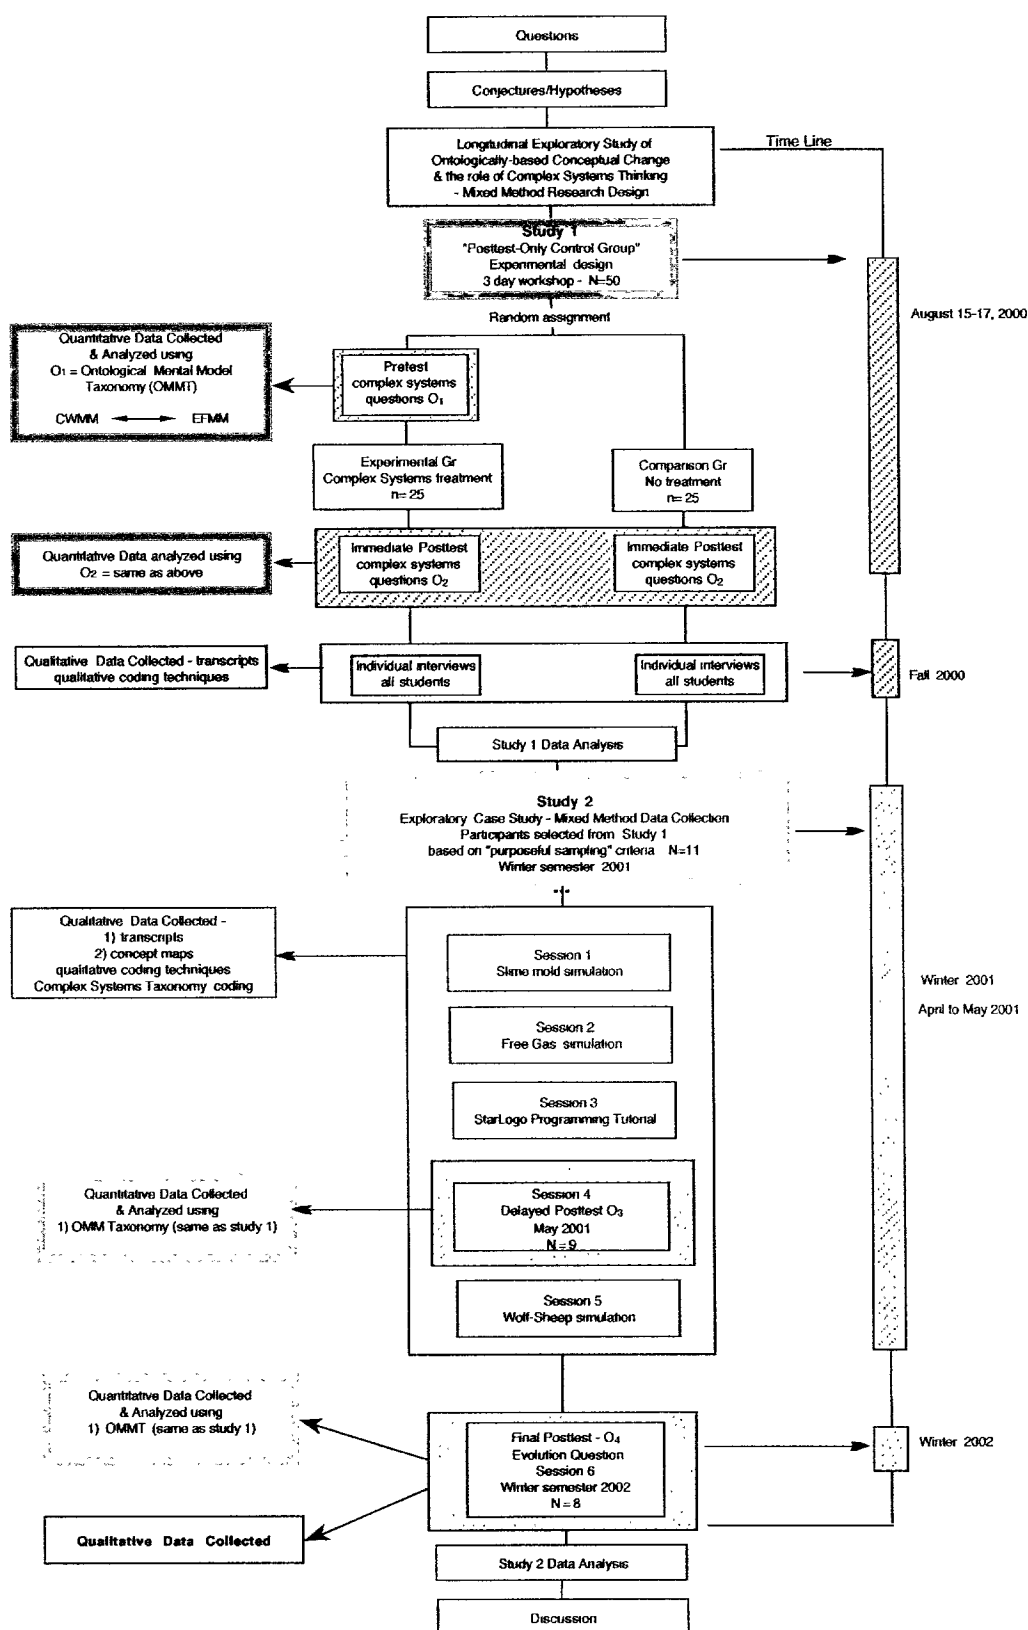 Questions
Conjectures/Hypotheses
Longitudinal Exploratory Study of
Ontologically-based Conceptual Change
& the role of Complex Systems Thinking
- Mixed Method Research Design
Time Line
Study 1
"Posttest-Only Control Group"
Experimental design
3 day workshop - N=50
August 15-17, 2000
Random assignment
Quantitative Data Collected
& Analyzed using
O1 = Ontological Mental Model
Taxonomy (OMMT)
CWMM EFMM
Pretest
complex systems
questions O1
Experimental Gr
Complex Systems treatment
n= 25
Comparison Gr
No treatment
n= 25
Quantitative Data analyzed using
O2 = same as above
Immediate Posttest
complex systems
questions O2
Immediate Posttest
complex systems
questions O2
Qualitative Data Collected - transcripts
qualitative coding techniques
Individual interviews
all students
Individual interviews
all students
Fall 2000
Study 1 Data Analysis
Study 2
Exploratory Case Study - Mixed Method Data Collection
Participants selected from Study 1
based on "purposeful sampling" criteria N=11
Winter semester 2001
Qualitative Data Collected -
1) transcripts
2) concept maps
qualitative coding techniques
Complex Systems Taxonomy coding
Session 1
Slime mold simulation
Winter 2001
April to May 2001
Session 2
Free Gas simulation
Session 3
StarLogo Programming Tutorial
Quantitative Data Collected
& Analyzed using
1) OMM Taxonomy (same as study 1)
Session 4
Delayed Posttest O3
May 2001
N = 9
Session 5
Wolf-Sheep simulation
Quantitative Data Collected
& Analyzed using
1) OMMT (same as study 1)
Final Posttest - O4
Evolution Question
Session 6
Winter semester 2002
N = 8
Winter 2002
Qualitative Data Collected
Study 2 Data Analysis
Discussion